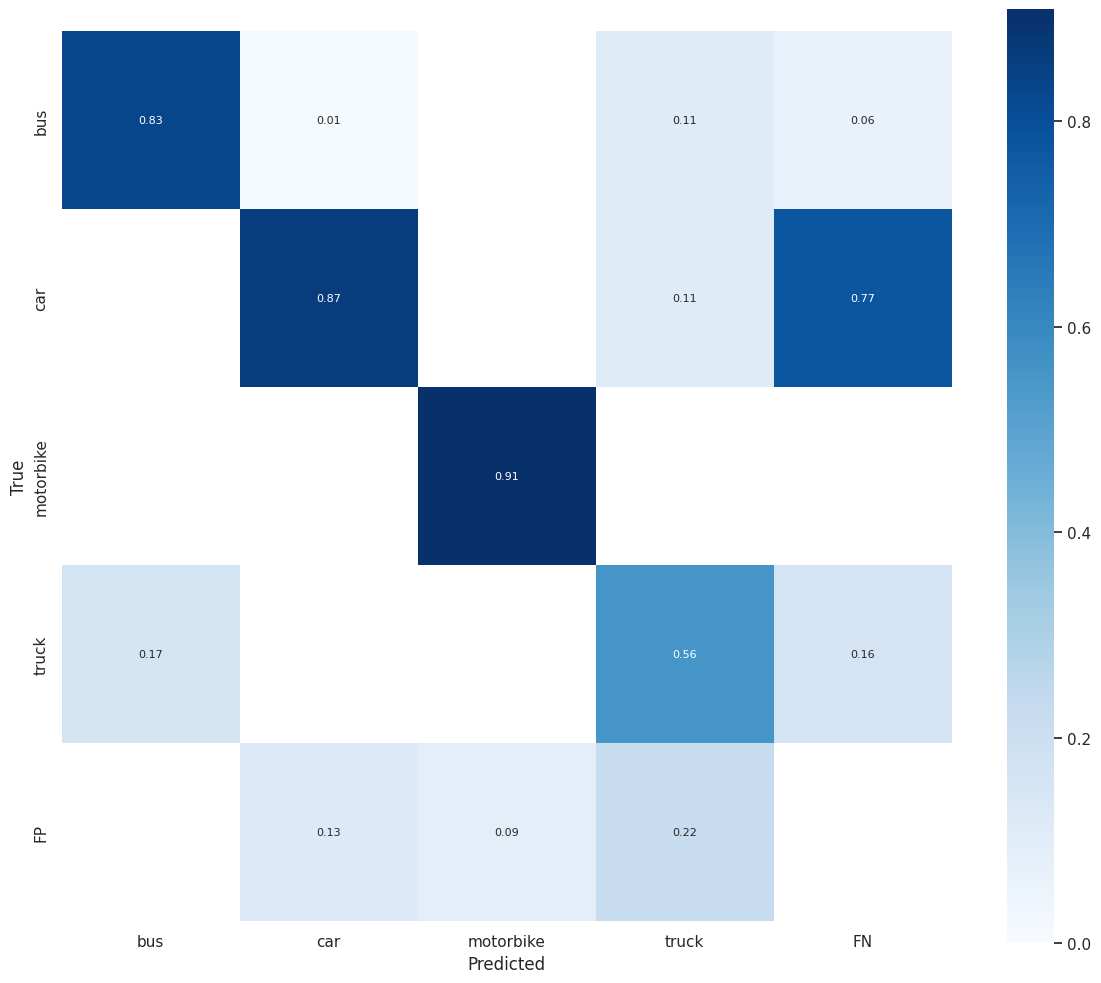 bus 0.83 0.01 0.11 0.06
car 0.87 0.11 0.77
motorbike 0.91
truck 0.17 0.56 0.16
FP 0.13 0.09 0.22
bus car motorbike truck FN
Predicted
True
0.8
0.6
0.4
0.2
0.0